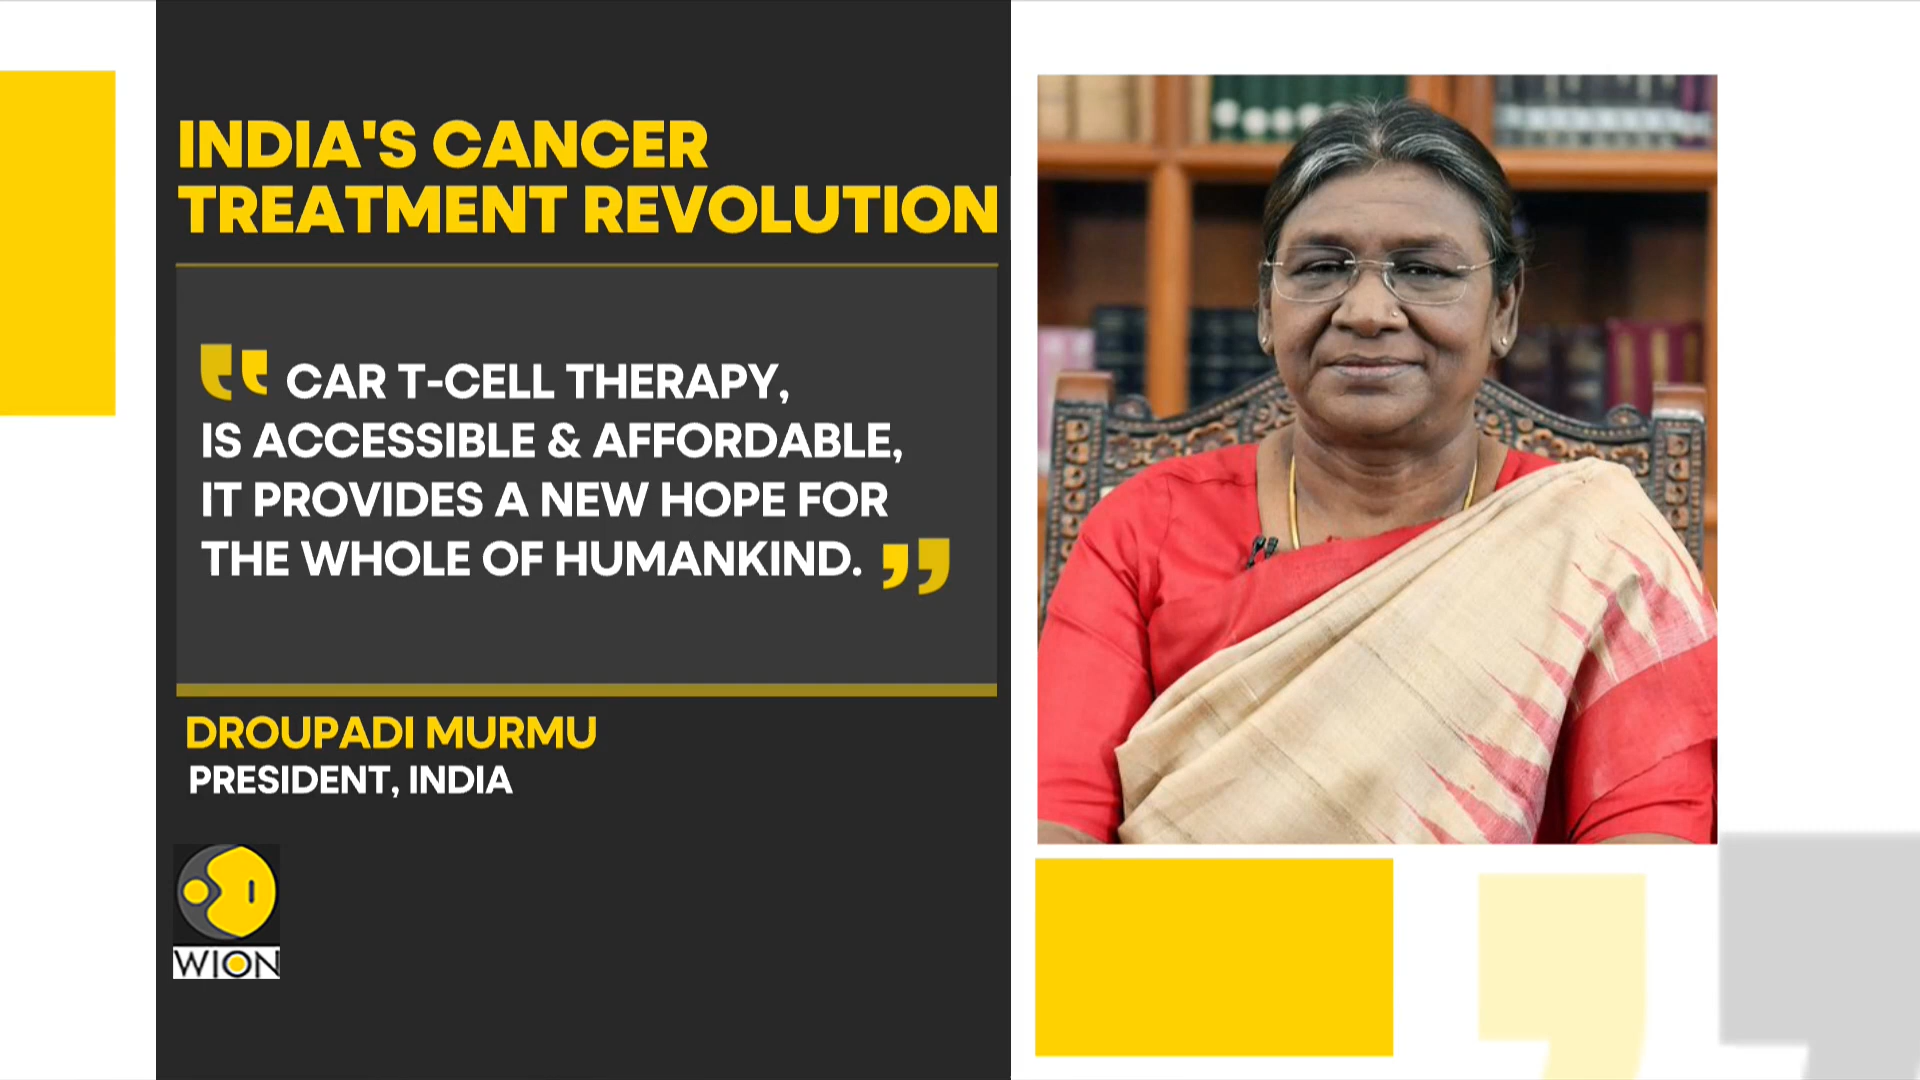 INDIA'S CANCER
TREATMENT REVOLUTION
“ CAR T-CELL THERAPY,
IS ACCESSIBLE & AFFORDABLE,
IT PROVIDES A NEW HOPE FOR
THE WHOLE OF HUMANKIND. ”
DROUPADI MURMU
PRESIDENT, INDIA
WION